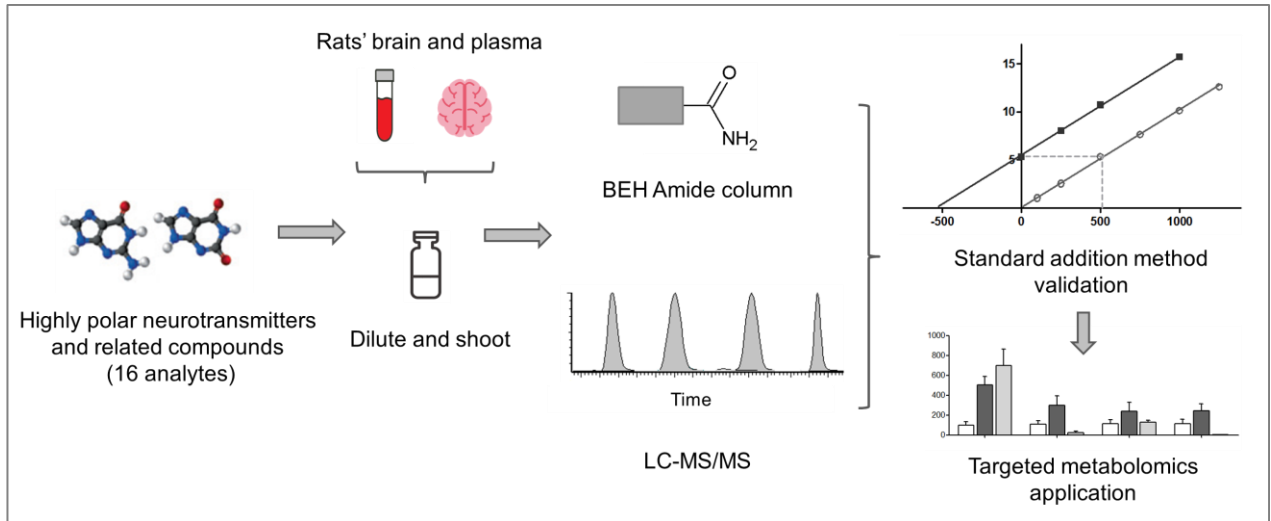 Highly polar neurotransmitters
and related compounds
(16 analytes)
Rats’ brain and plasma
Dilute and shoot
O
NH2
BEH Amide column
Time
LC-MS/MS
15
10
5
-500
0
500
1000
Standard addition method
validation
1000
800
600
400
200
0
Targeted metabolomics
application